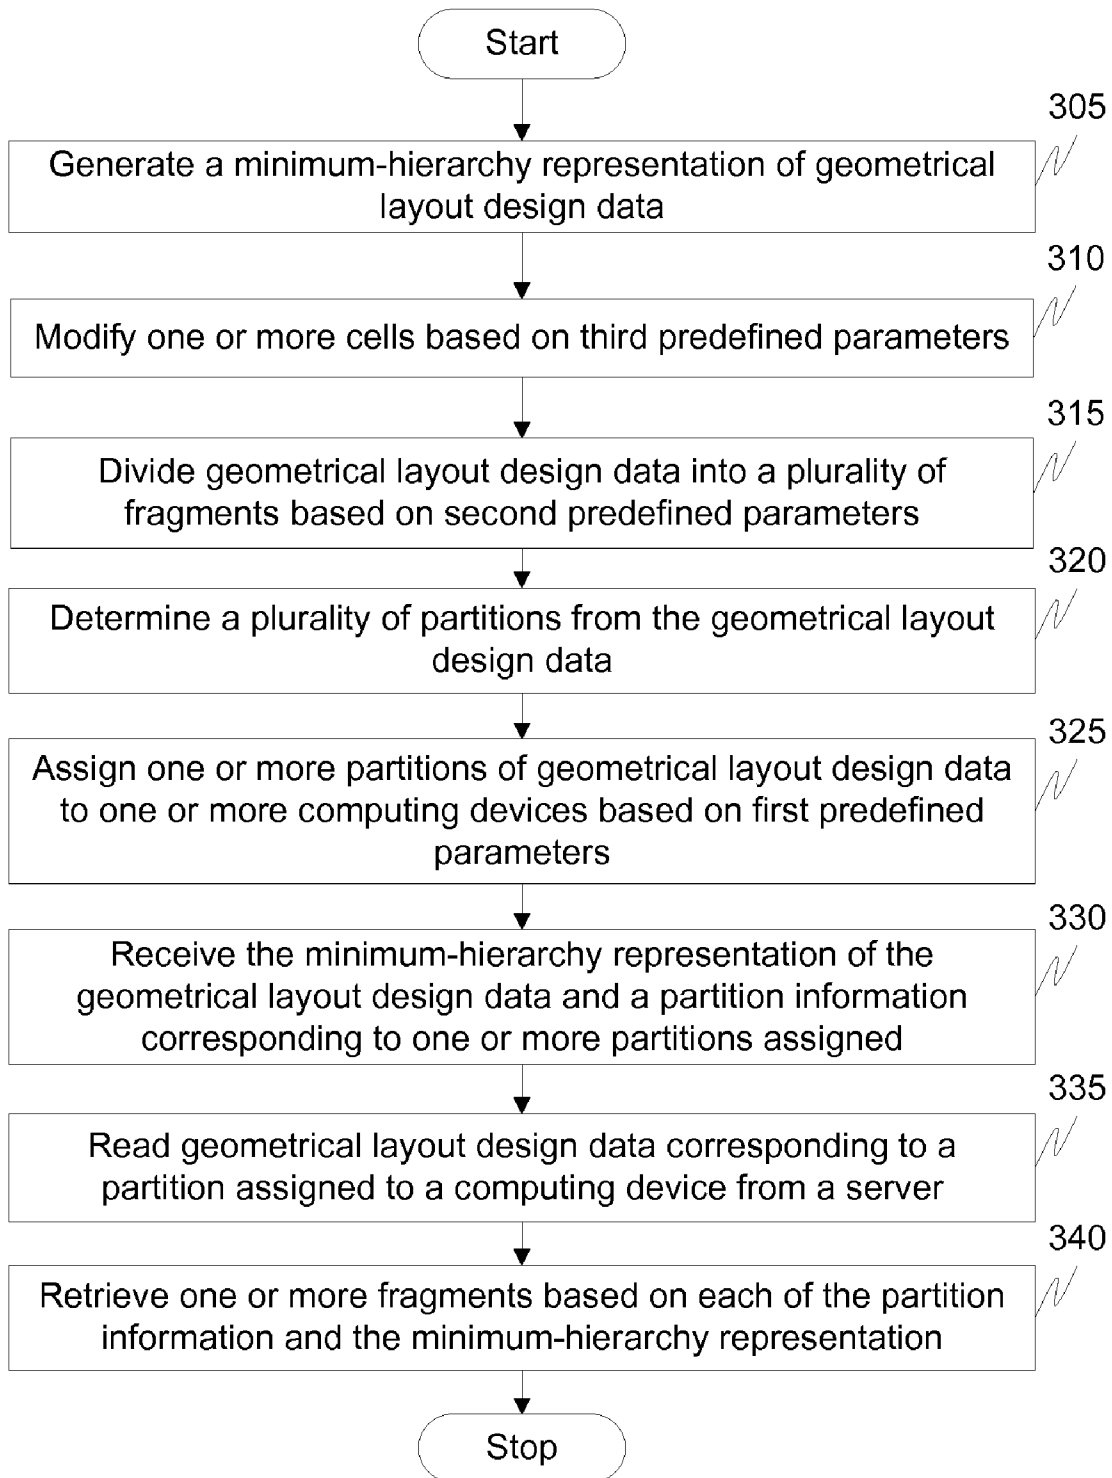 Start
305
Generate a minimum-hierarchy representation of geometrical
layout design data
310
Modify one or more cells based on third predefined parameters
315
Divide geometrical layout design data into a plurality of
fragments based on second predefined parameters
320
Determine a plurality of partitions from the geometrical layout
design data
325
Assign one or more partitions of geometrical layout design data
to one or more computing devices based on first predefined
parameters
330
Receive the minimum-hierarchy representation of the
geometrical layout design data and a partition information
corresponding to one or more partitions assigned
335
Read geometrical layout design data corresponding to a
partition assigned to a computing device from a server
340
Retrieve one or more fragments based on each of the partition
information and the minimum-hierarchy representation
Stop